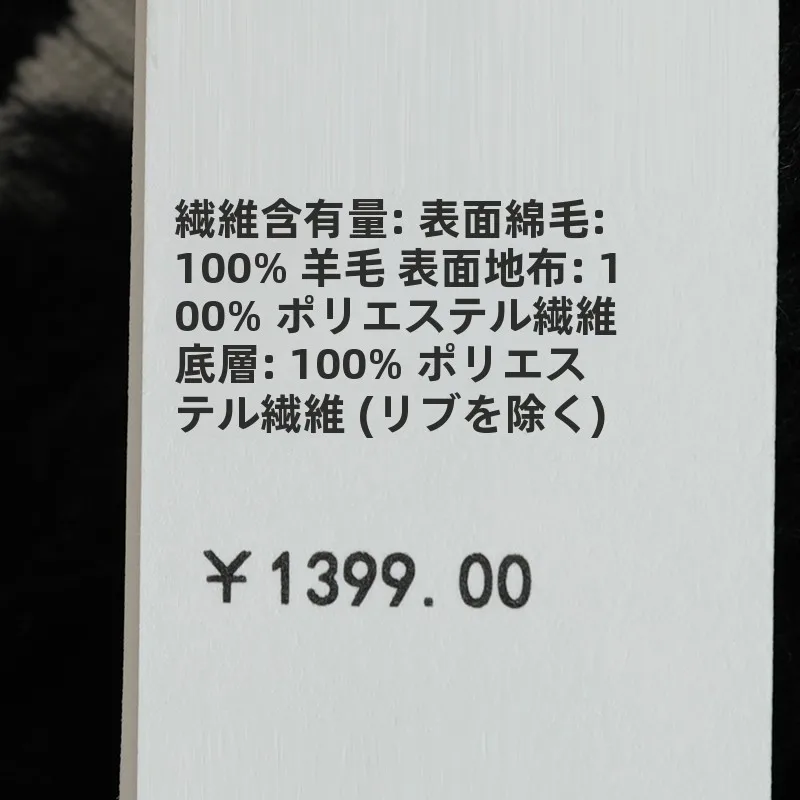 繊維含有量: 表面綿毛:
100% 羊毛 表面地布: 1
00% ポリエステル繊維
底層: 100% ポリエス
テル繊維 (リブを除く)
￥1399.00